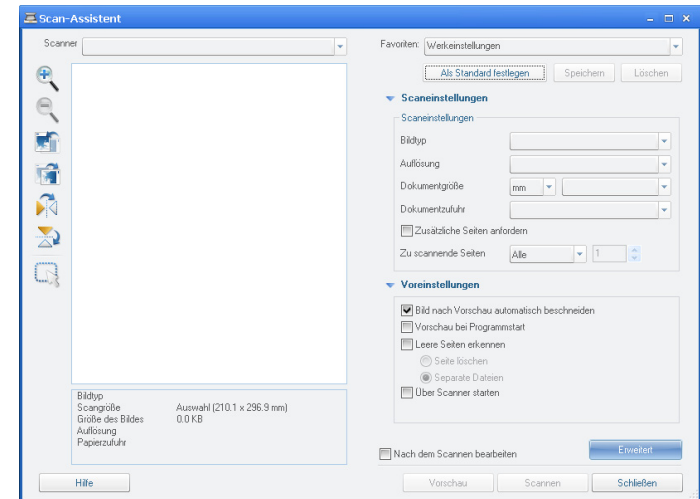 Scan-Assistent
Scanner
Favoriten: Werkeinstellungen
Als Standard festlegen Speichern Löschen
Scaneinstellungen
Scaneinstellungen
Bildtyp
Auflösung
Dokumentgröße mm
Dokumentzufuhr
Zusätzliche Seiten anfordern
Zu scannende Seiten Alle 1
Voreinstellungen
Bild nach Vorschau automatisch beschneiden
Vorschau bei Programmstart
Leere Seiten erkennen
Seite löschen
Separate Dateien
Über Scanner starten
Bildtyp
Scangröße Auswahl (210.1 x 296.9 mm)
Größe des Bildes 0.0 KB
Auflösung
Papierzufuhr
Nach dem Scannen bearbeiten Erweitert
Hilfe Vorschau Scannen Schließen